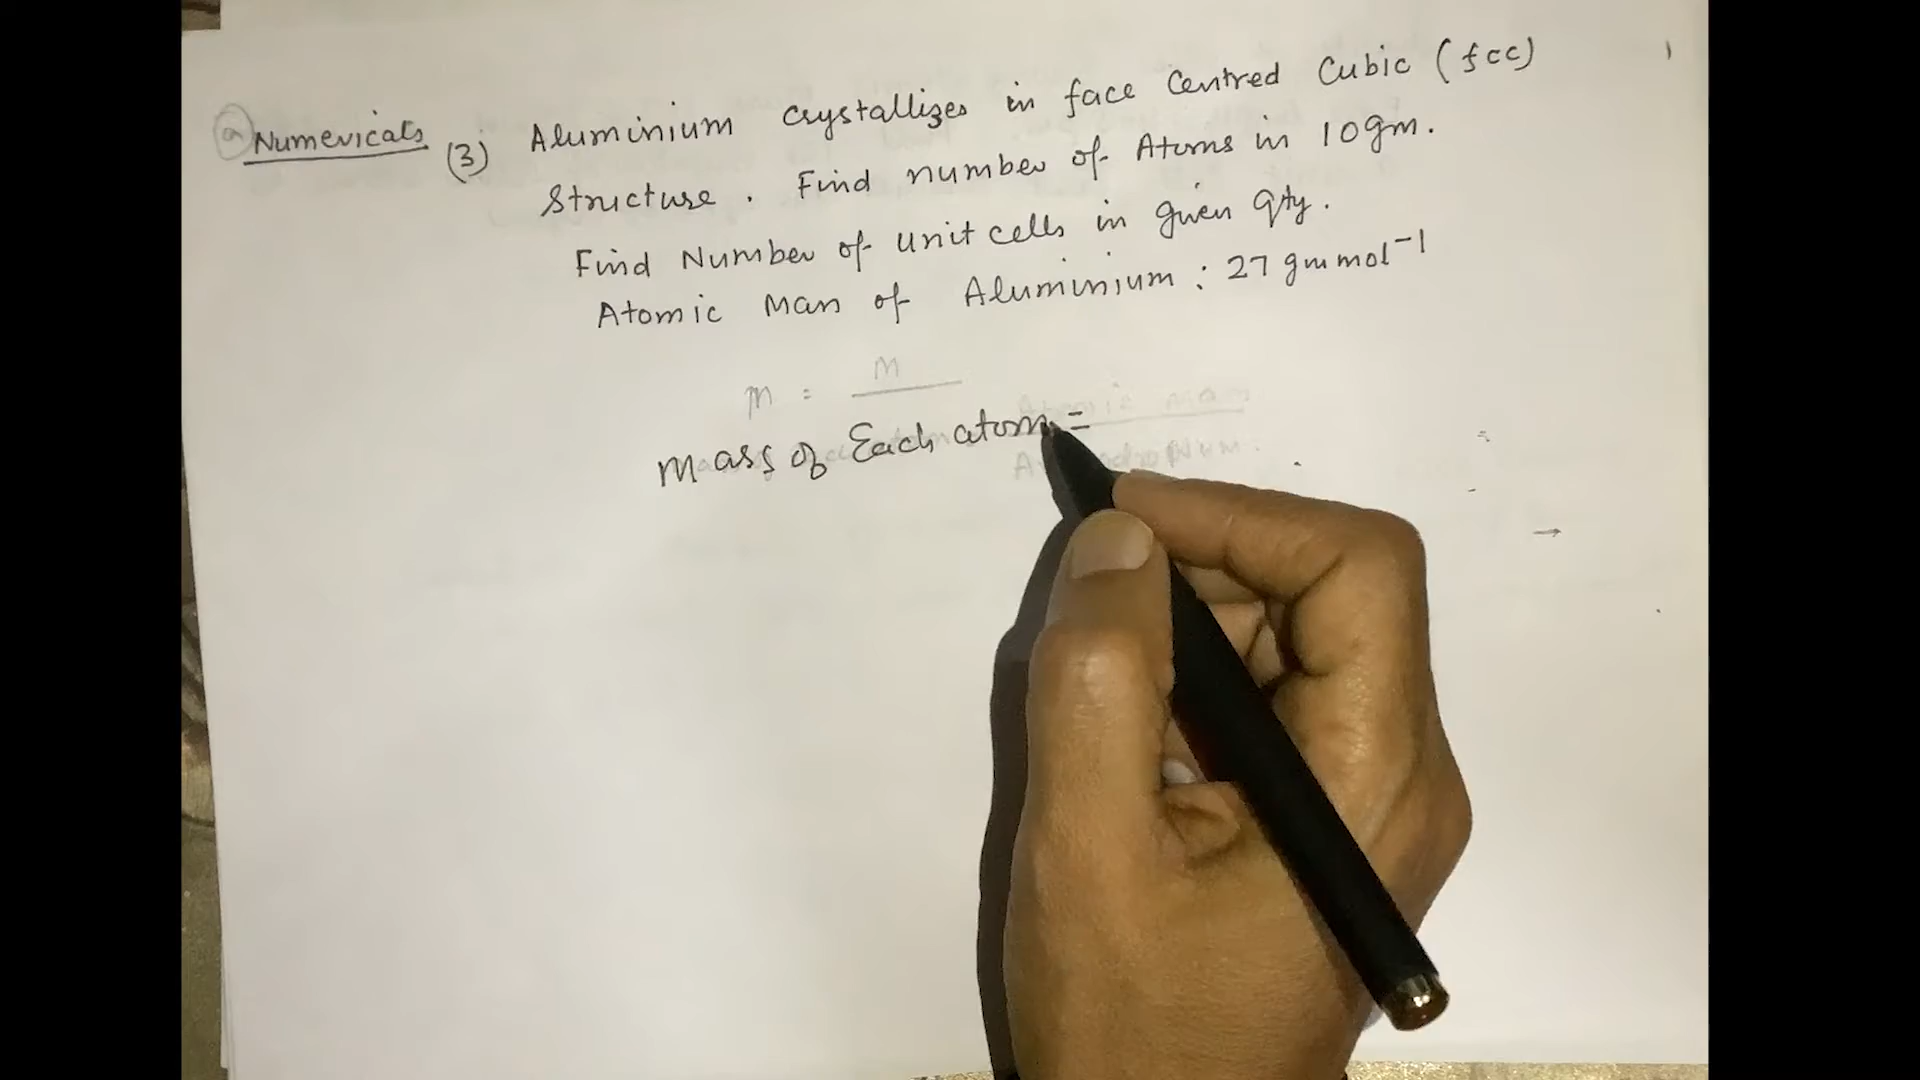 Numericals (3) Aluminium Crystallizes in face Centred Cubic (fcc)
Structure. Find number of Atoms in 10gm.
Find Number of unit cells in given qty.
Atomic Mass of Aluminium : 27 gm mol⁻¹
m = M
Mass of Each atom =